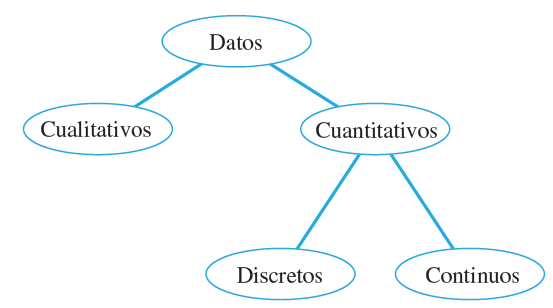 Datos
Cualitativos
Cuantitativos
Discretos
Continuos